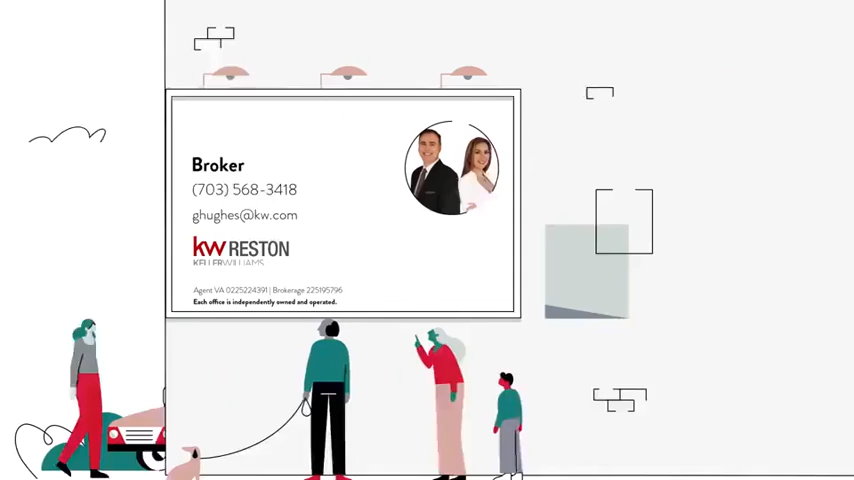 Broker
(703) 568-3418
ghughes@kw.com
kw RESTON
KELLERWILLIAMS
Agent VA 0225224391 | Brokerage 225195796
Each office is independently owned and operated.